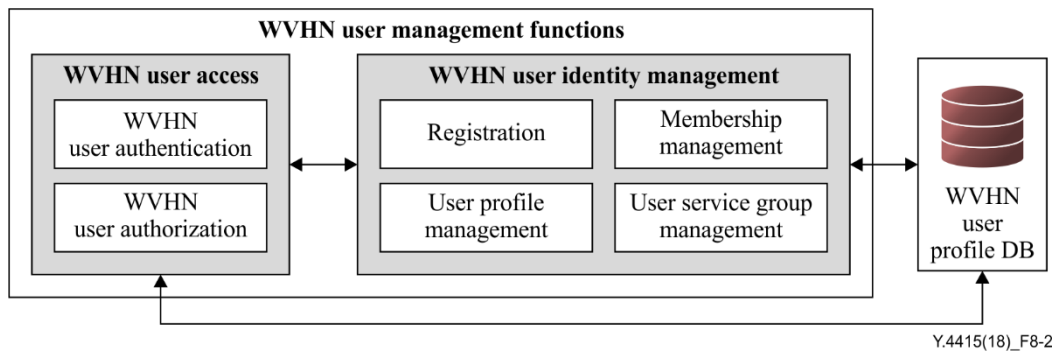 WVHN user management functions
WVHN user access
WVHN
user authentication
WVHN
user authorization
WVHN user identity management
Registration
Membership
management
User profile
management
User service group
management
WVHN
user
profile DB
Y.4415(18)_F8-2